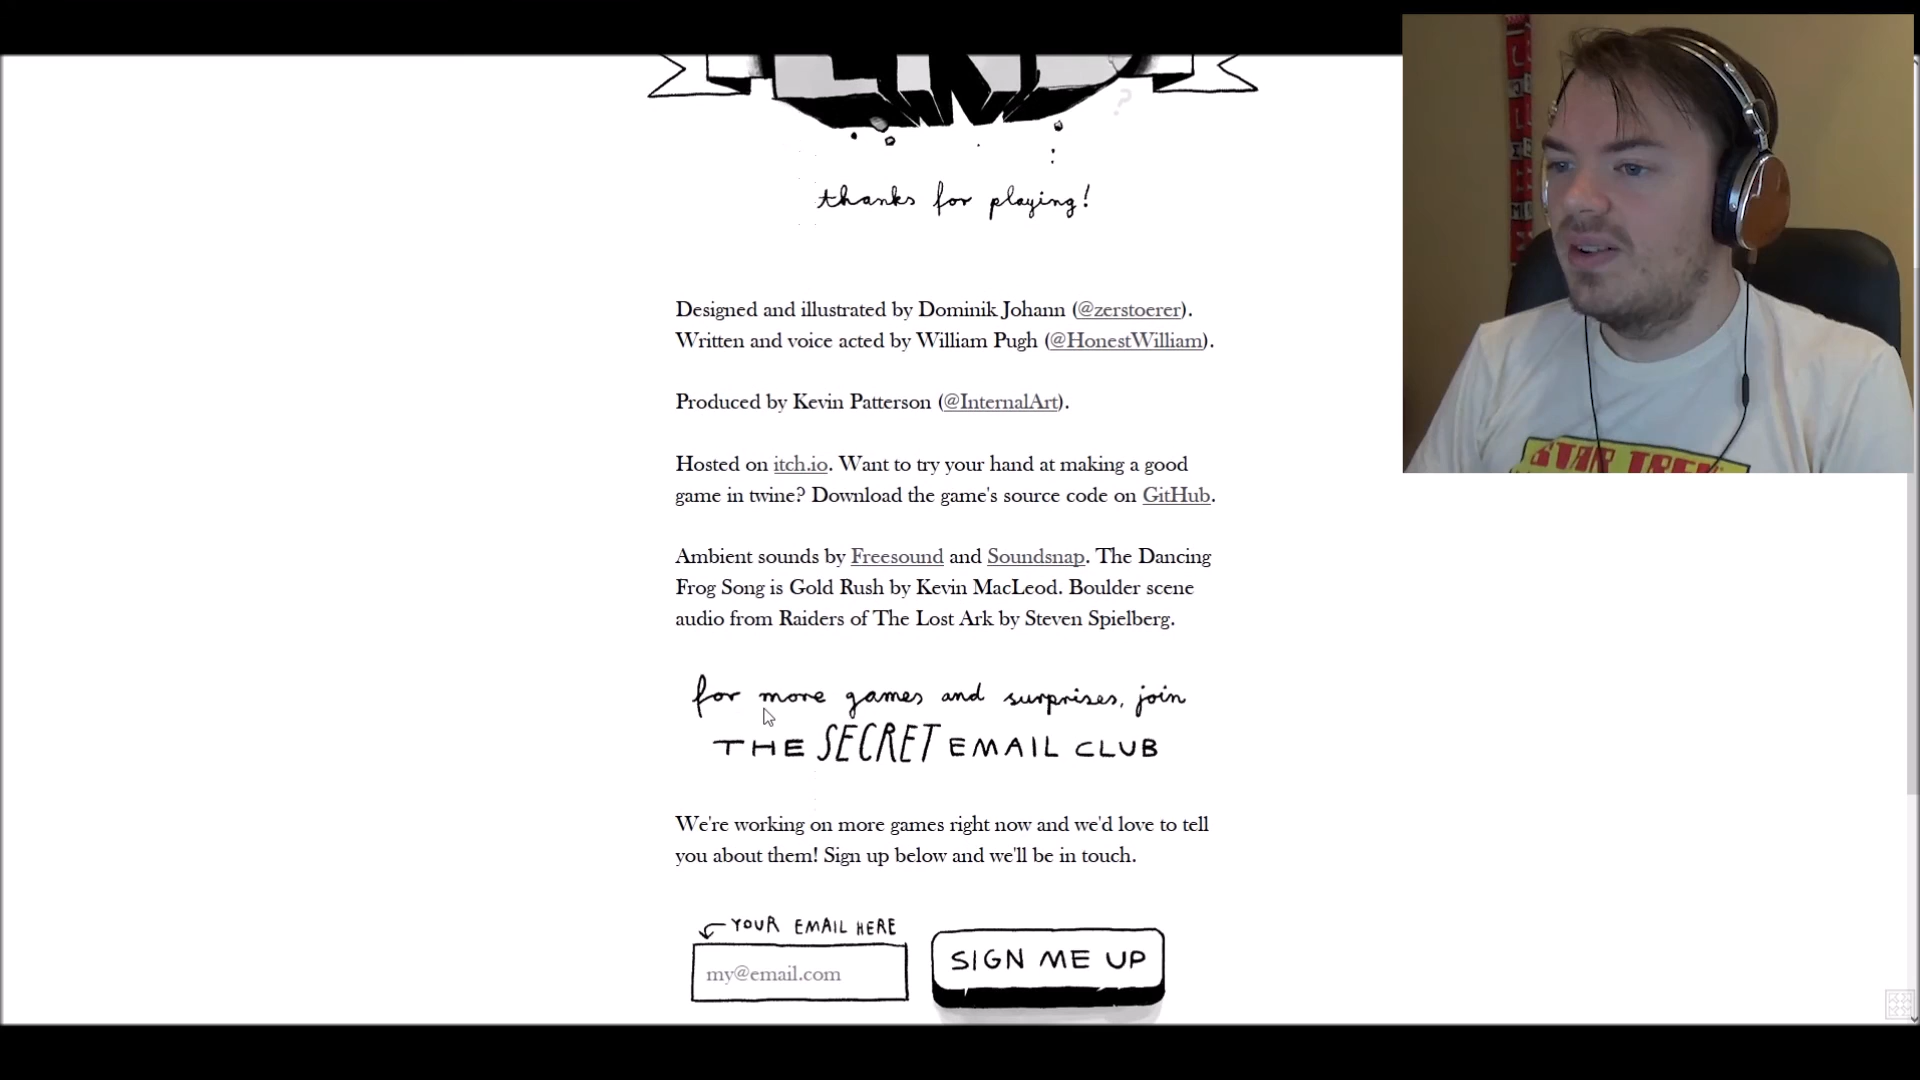 END
?
thanks for playing!
Designed and illustrated by Dominik Johann (@zerstoerer).
Written and voice acted by William Pugh (@HonestWilliam).
Produced by Kevin Patterson (@InternalArt).
Hosted on itch.io. Want to try your hand at making a good
game in twine? Download the game's source code on GitHub.
Ambient sounds by Freesound and Soundsnap. The Dancing
Frog Song is Gold Rush by Kevin MacLeod. Boulder scene
audio from Raiders of The Lost Ark by Steven Spielberg.
for more games and surprises, join
THE SECRET EMAIL CLUB
We're working on more games right now and we'd love to tell
you about them! Sign up below and we'll be in touch.
YOUR EMAIL HERE
my@email.com
SIGN ME UP
STAR TREK